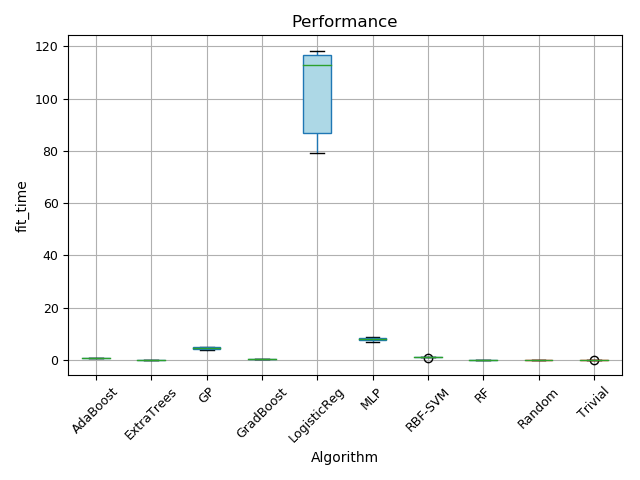 Performance
fit_time
120
100
80
60
40
20
0
AdaBoost
ExtraTrees
GP
GradBoost
LogisticReg
MLP
RBF-SVM
RF
Random
Trivial
Algorithm